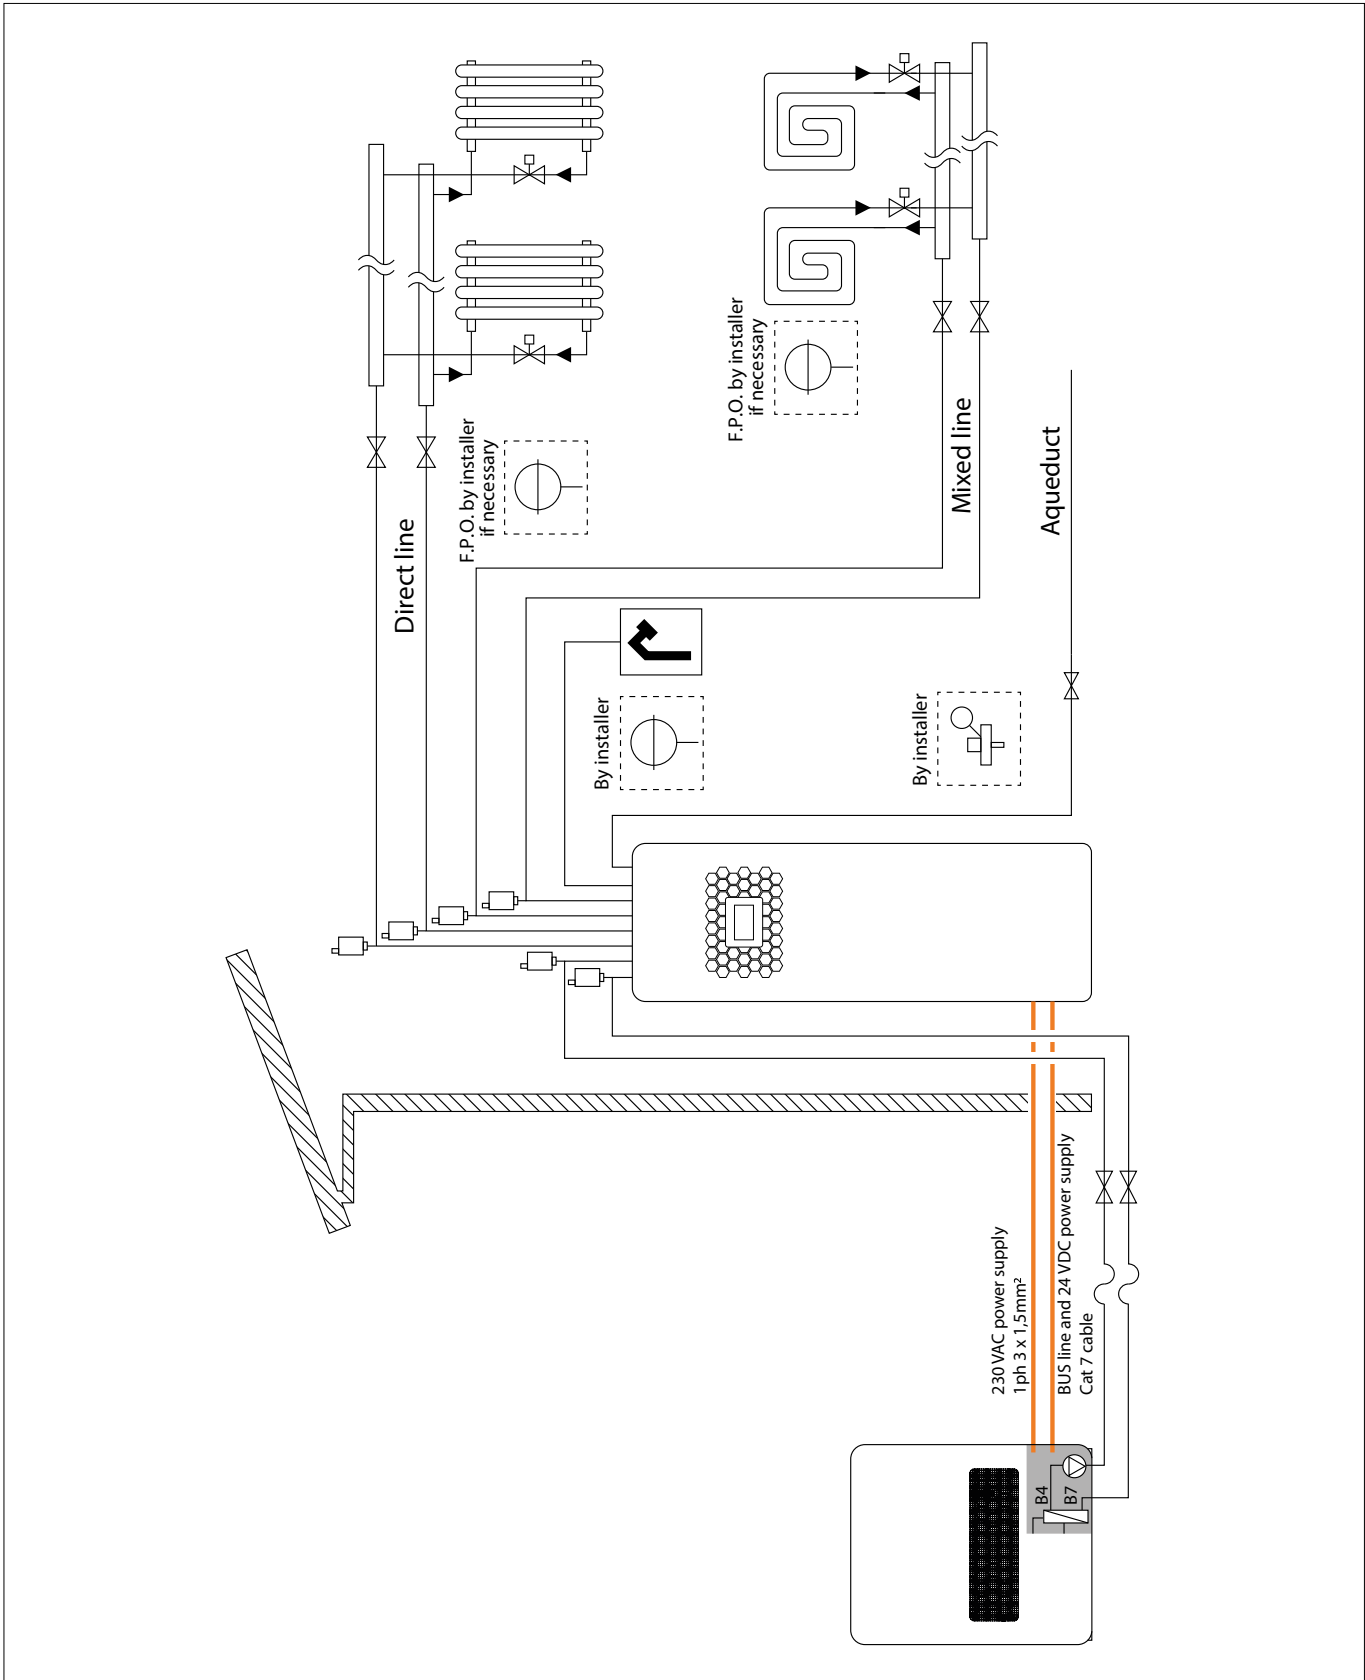 Direct line
F.P.O. by installer
if necessary
F.P.O. by installer
if necessary
Mixed line
Aqueduct
By installer
By installer
230 VAC power supply
1ph 3 x 1,5mm²
BUS line and 24 VDC power supply
Cat 7 cable
B4
B7